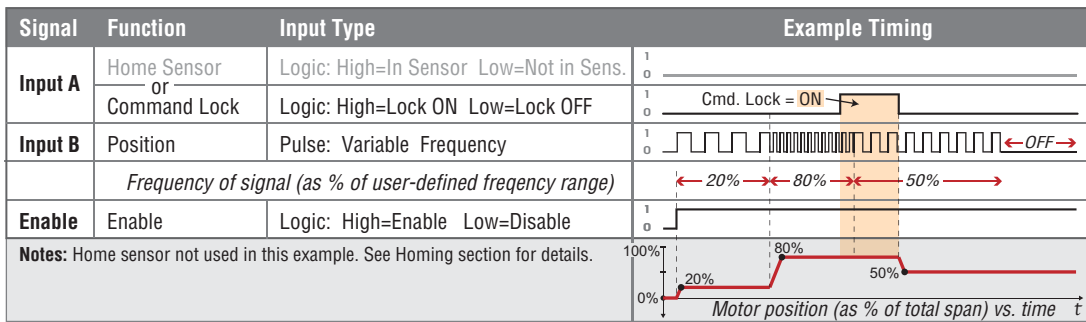 Signal Function Input Type Example Timing
Input A
Home Sensor Logic: High=In Sensor Low=Not in Sens.
or
Command Lock Logic: High=Lock ON Low=Lock OFF
1
0
1
0
Cmd. Lock = ON
Input B Position Pulse: Variable Frequency
1
0
OFF
Frequency of signal (as % of user-defined freqency range)
20% 80% 50%
Enable Enable Logic: High=Enable Low=Disable
1
0
Notes: Home sensor not used in this example. See Homing section for details.
100%
80%
50%
20%
0%
Motor position (as % of total span) vs. time t